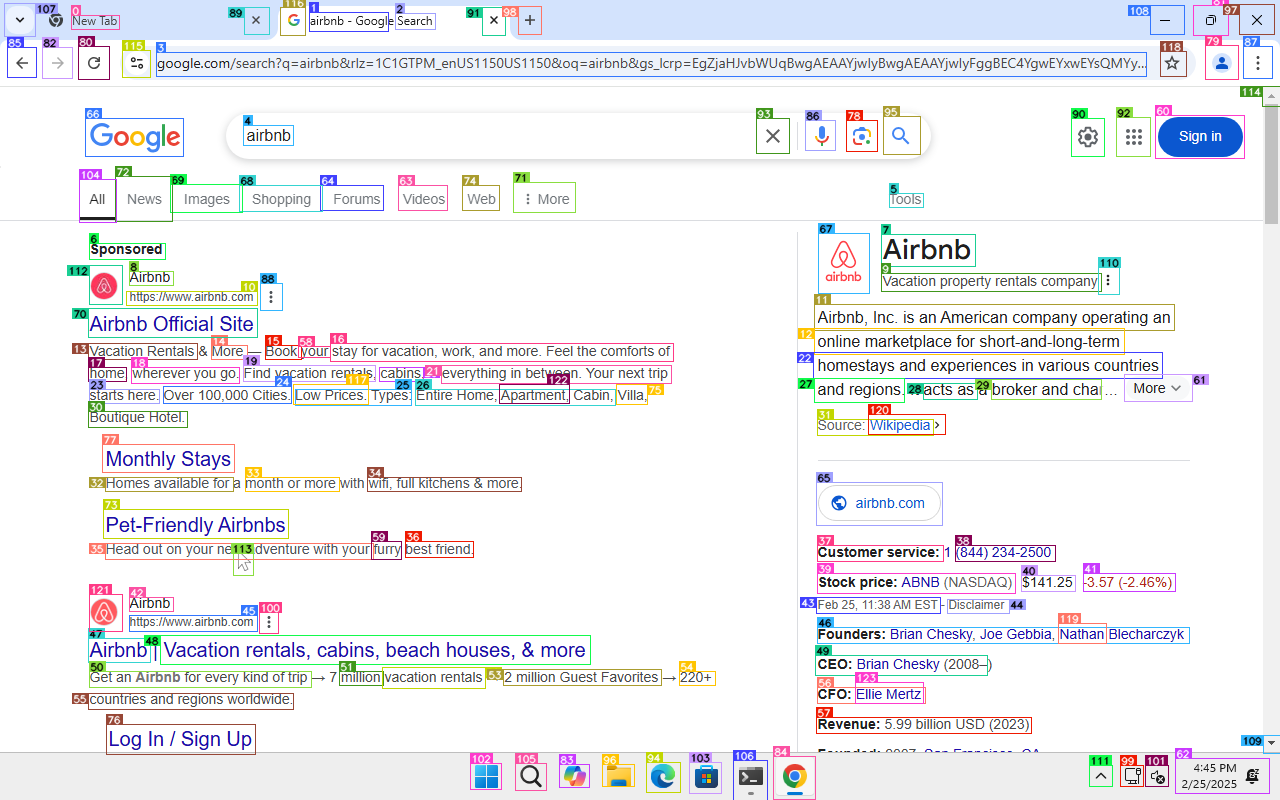 New Tab
airbnb - Google Search
google.com/search?q=airbnb&rlz=1C1GTPM_enUS1150US1150&oq=airbnb&gs_lcrp=EgZjaHJvbWUqBwgAEAAYjwIyBwgAEAAYjwIyFggBEC4YgwEYxwEYsQMY...
Google
airbnb
Sign in
All
News
Images
Shopping
Forums
Videos
Web
More
Tools
Sponsored
Airbnb
https://www.airbnb.com
Airbnb Official Site
Vacation Rentals & More — Book your stay for vacation, work, and more. Feel the comforts of
home wherever you go. Find vacation rentals, cabins & everything in between. Your next trip
starts here. Over 100,000 Cities. Low Prices. Types: Entire Home, Apartment, Cabin, Villa,
Boutique Hotel.
Monthly Stays
Homes available for a month or more with wifi, full kitchens & more.
Pet-Friendly Airbnbs
Head out on your new adventure with your furry best friend.
Airbnb
https://www.airbnb.com
Airbnb | Vacation rentals, cabins, beach houses, & more
Get an Airbnb for every kind of trip → 7 million vacation rentals 2 million Guest Favorites → 220+
countries and regions worldwide.
Log In / Sign Up
airbnb
Airbnb
Vacation property rentals company
Airbnb, Inc. is an American company operating an
online marketplace for short-and-long-term
homestays and experiences in various countries
and regions. It acts as a broker and cha ...
More
Source: Wikipedia ›
airbnb.com
Customer service: 1 (844) 234-2500
Stock price: ABNB (NASDAQ) $141.25 -3.57 (-2.46%)
Feb 25, 11:38 AM EST - Disclaimer
Founders: Brian Chesky, Joe Gebbia, Nathan Blecharczyk
CEO: Brian Chesky (2008–)
CFO: Ellie Mertz
Revenue: 5.99 billion USD (2023)
Founded: 2007, San Francisco, CA
4:45 PM
2/25/2025